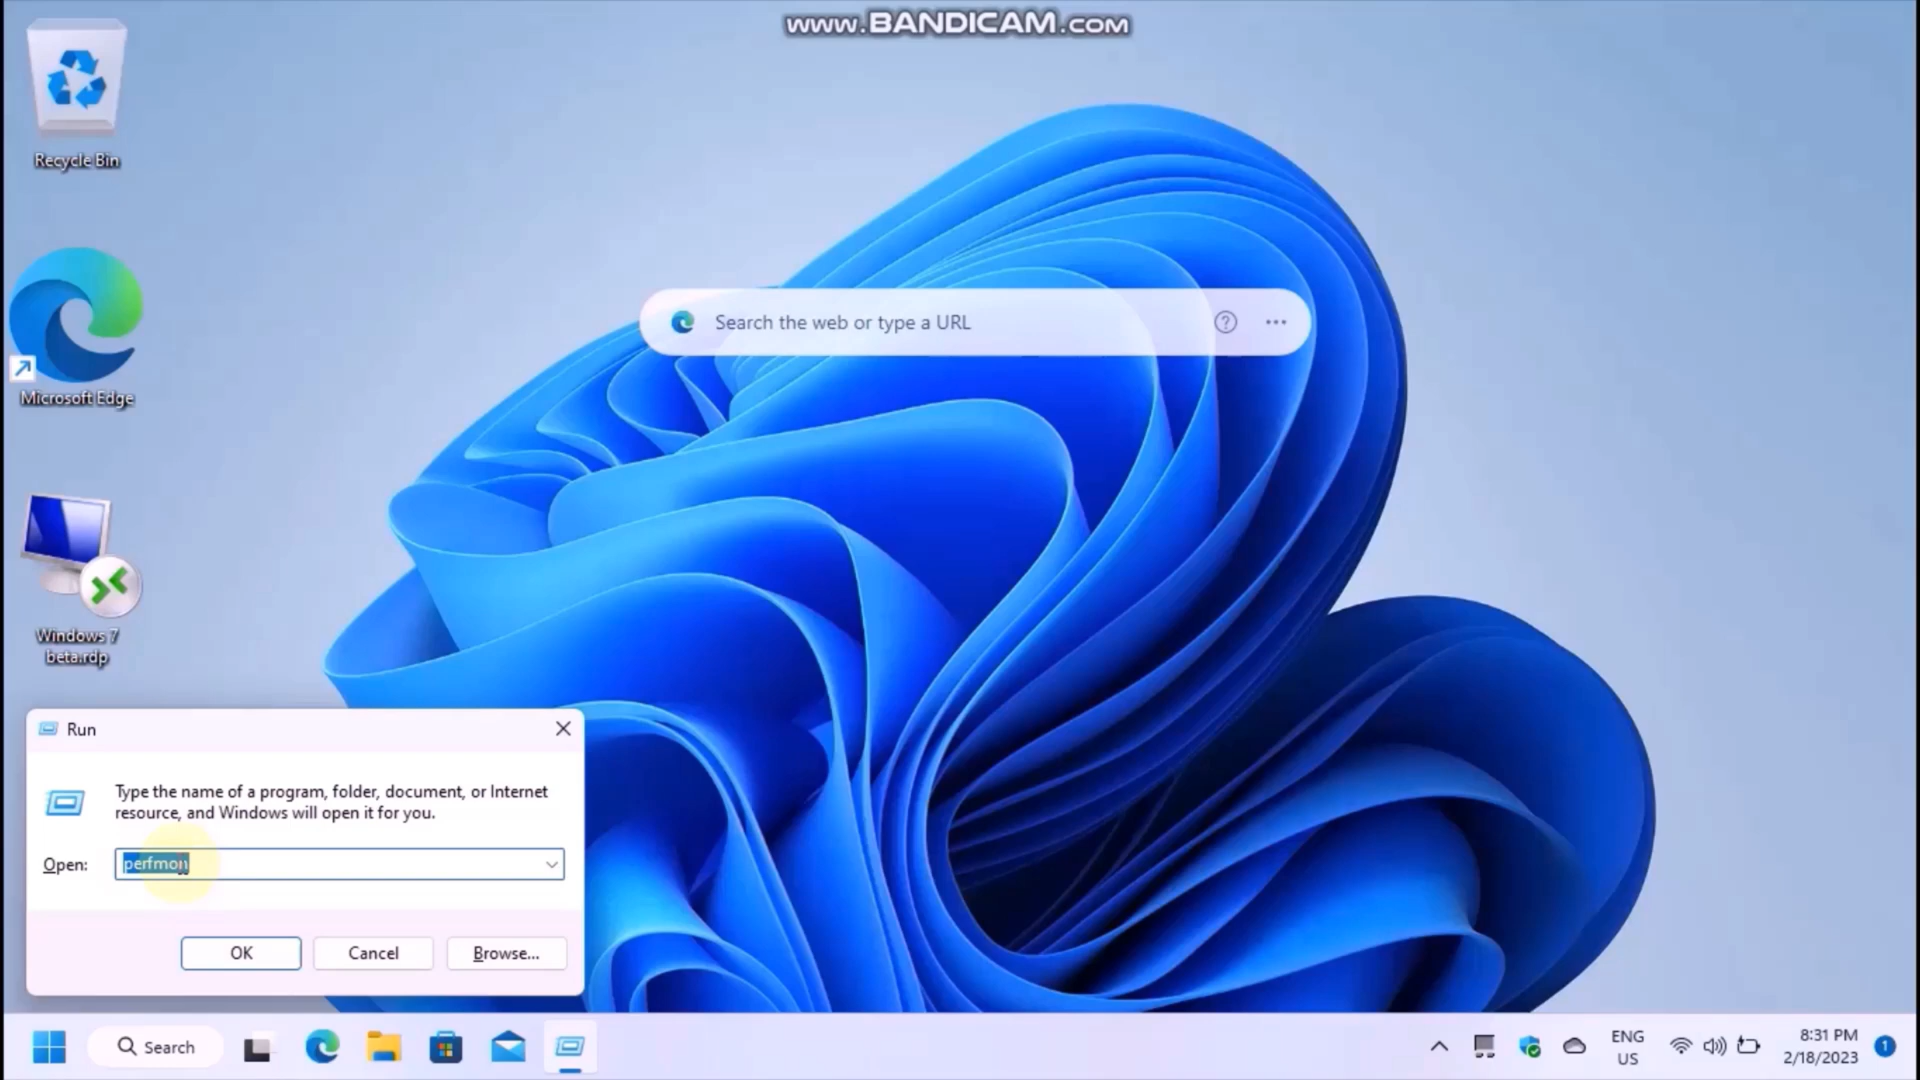 www.BANDICAM.com
Recycle Bin
Microsoft Edge
Windows 7
beta.rdp
Search the web or type a URL
Run
Type the name of a program, folder, document, or Internet
resource, and Windows will open it for you.
Open:
perfmon
OK
Cancel
Browse...
Search
ENG
US
8:31 PM
2/18/2023
1